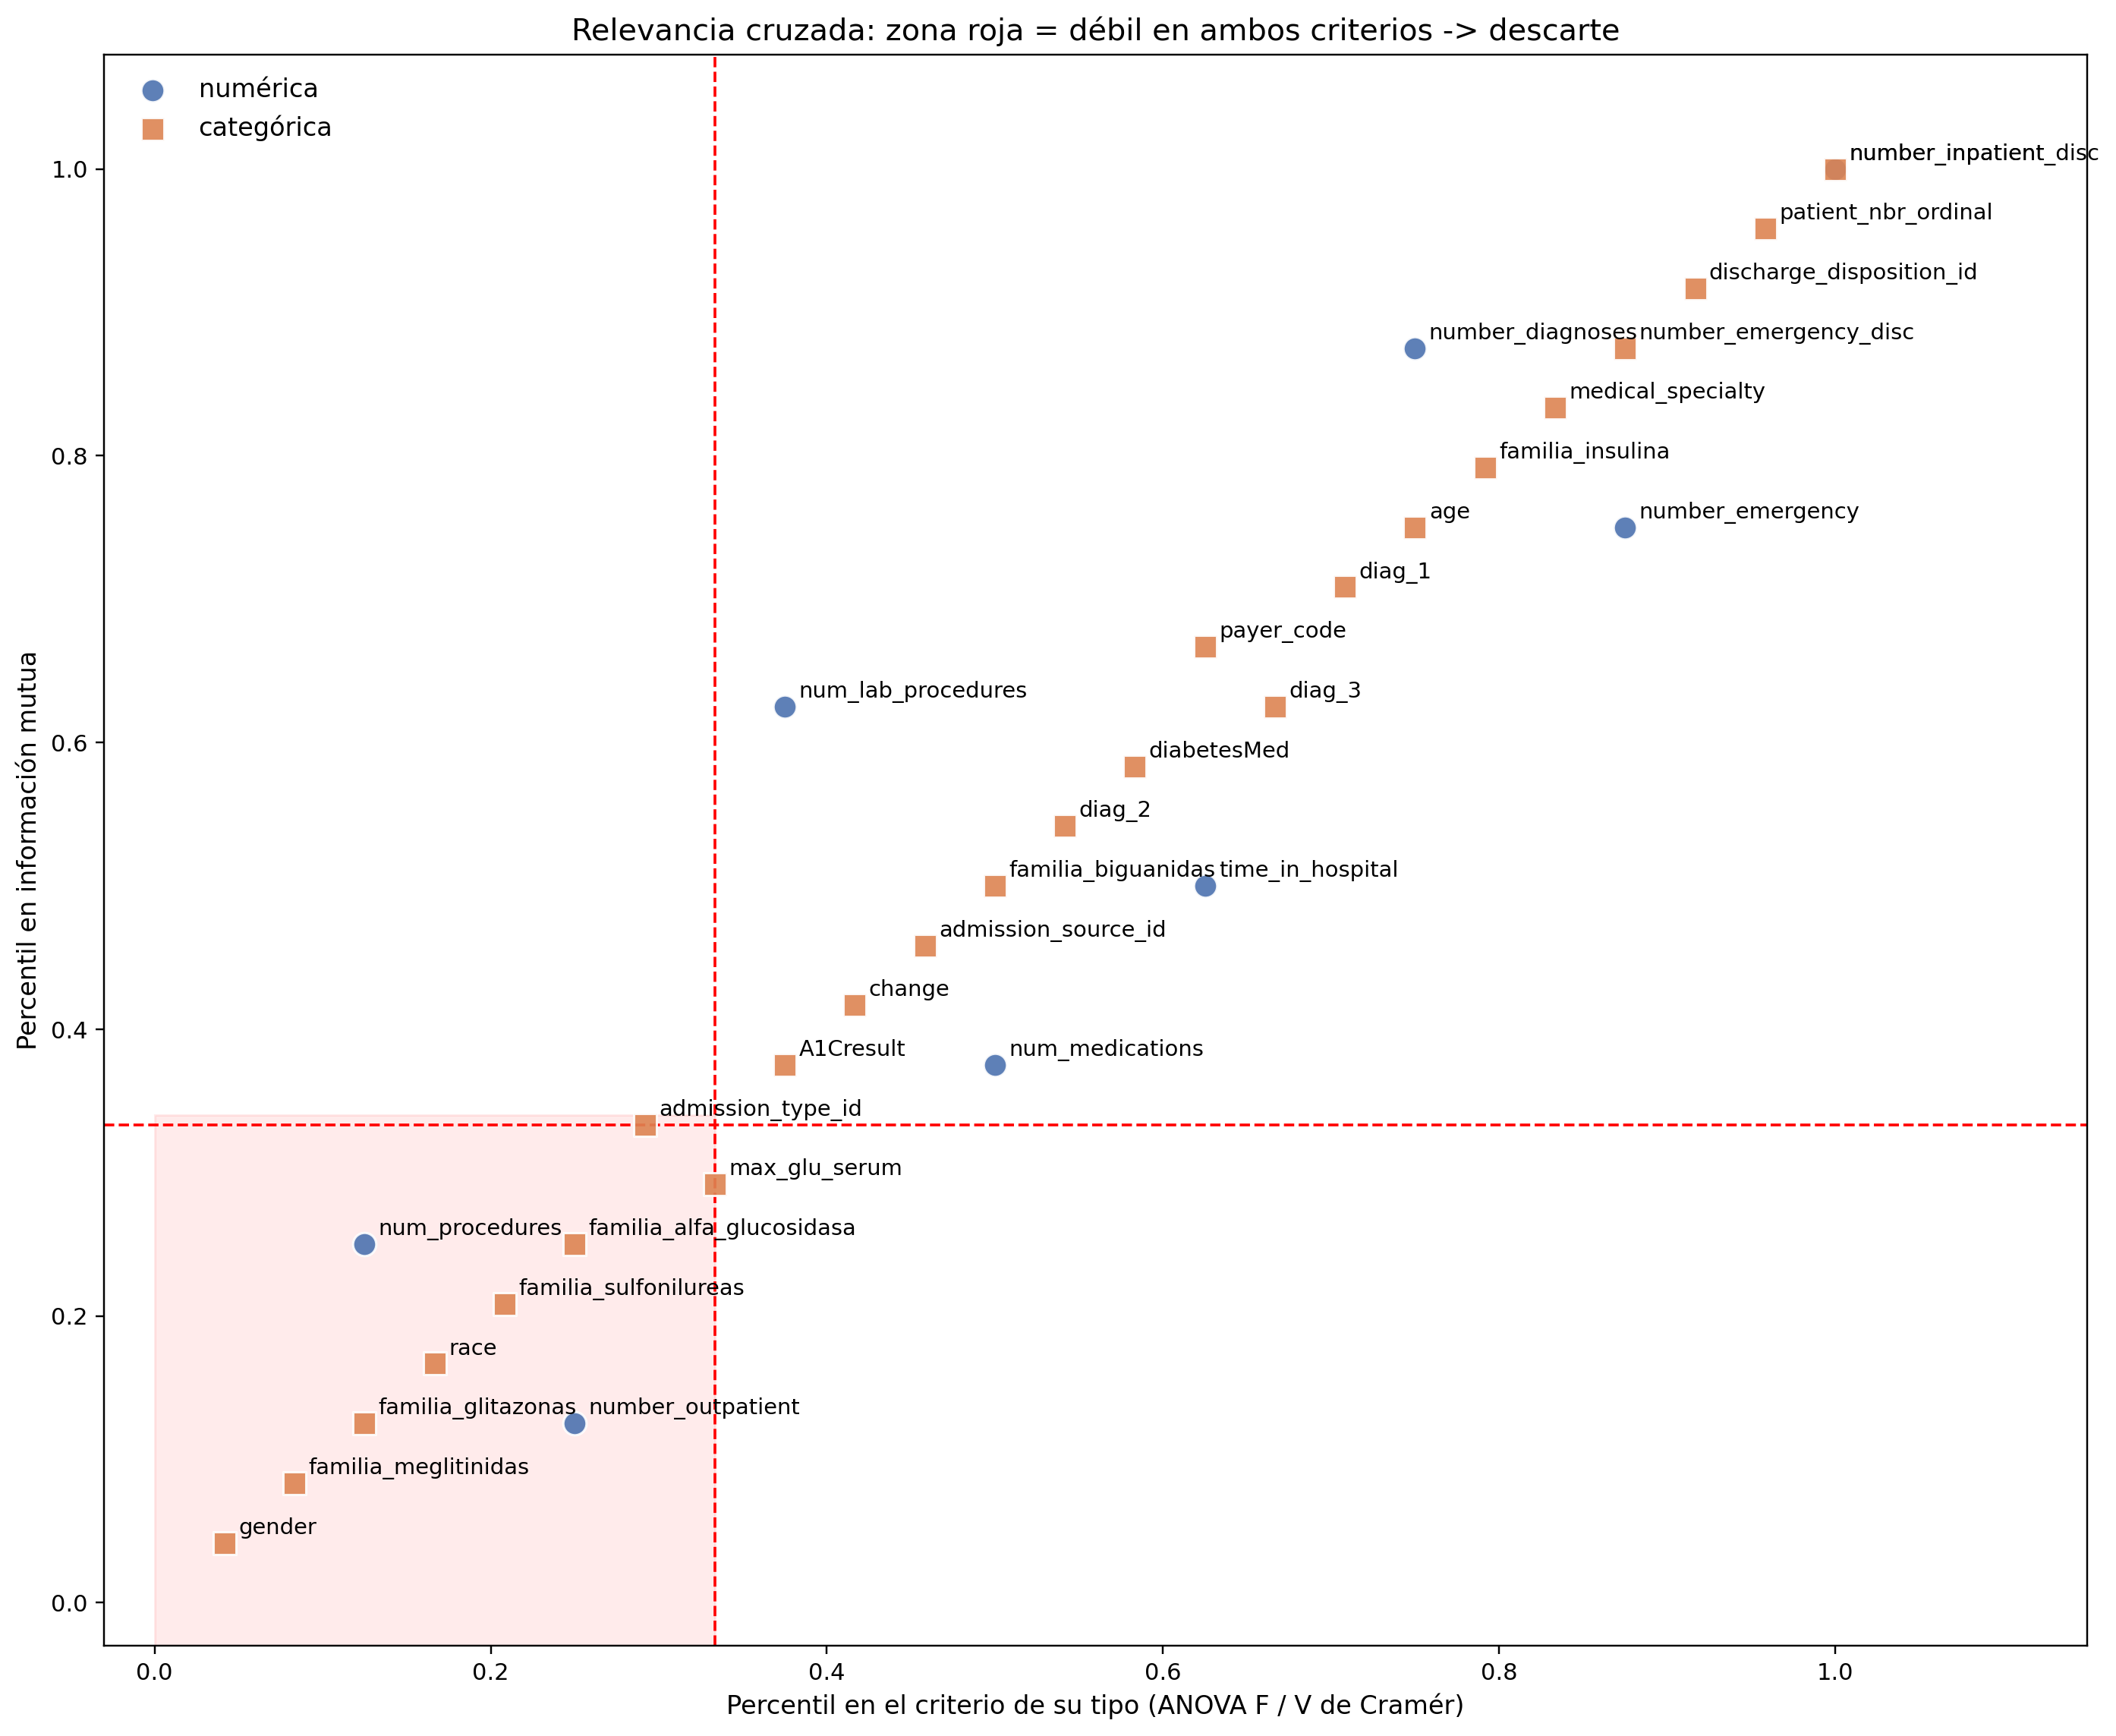 Relevancia cruzada: zona roja = débil en ambos criterios -> descarte
numérica
categórica
number_inpatient_disc
patient_nbr_ordinal
discharge_disposition_id
number_diagnoses
number_emergency_disc
medical_specialty
familia_insulina
age
number_emergency
diag_1
payer_code
num_lab_procedures
diag_3
diabetesMed
diag_2
familia_biguanidas
time_in_hospital
admission_source_id
change
A1Cresult
num_medications
admission_type_id
max_glu_serum
num_procedures
familia_alfa_glucosidasa
familia_sulfonilureas
race
familia_glitazonas
number_outpatient
familia_meglitinidas
gender
1.0
0.8
0.6
0.4
0.2
0.0
Percentil en información mutua
0.0
0.2
0.4
0.6
0.8
1.0
Percentil en el criterio de su tipo (ANOVA F / V de Cramér)